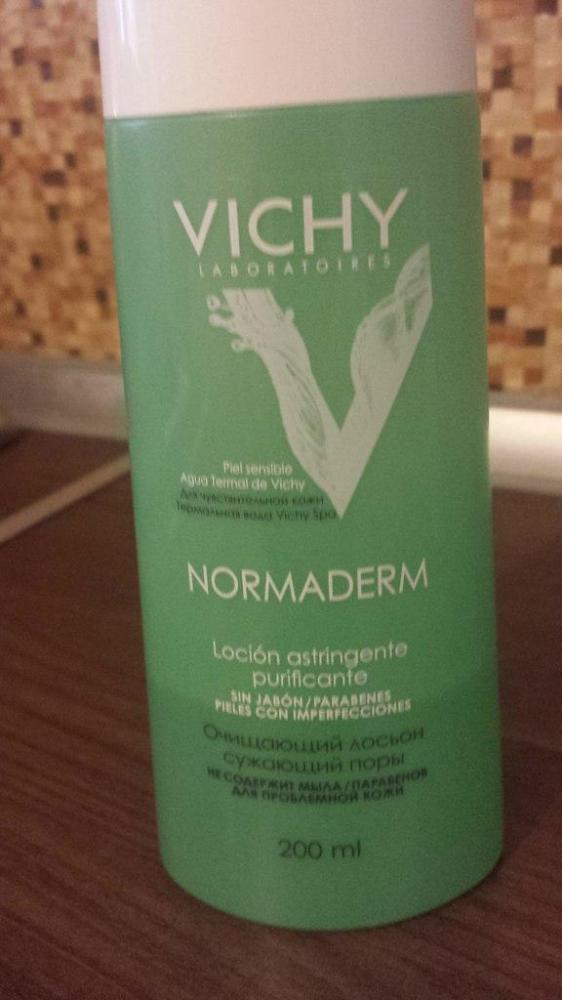 VICHY
LABORATOIRES
Piel sensible
Agua Termal de Vichy
Для чувствительной кожи
Термальная вода Vichy Spa
NORMADERM
Loción astringente
purificante
SIN JABÓN/PARABENES
PIELES CON IMPERFECCIONES
Очищающий лосьон
сужающий поры
НЕ СОДЕРЖИТ МЫЛА/ПАРАБЕНОВ
ДЛЯ ПРОБЛЕМНОЙ КОЖИ
200 ml